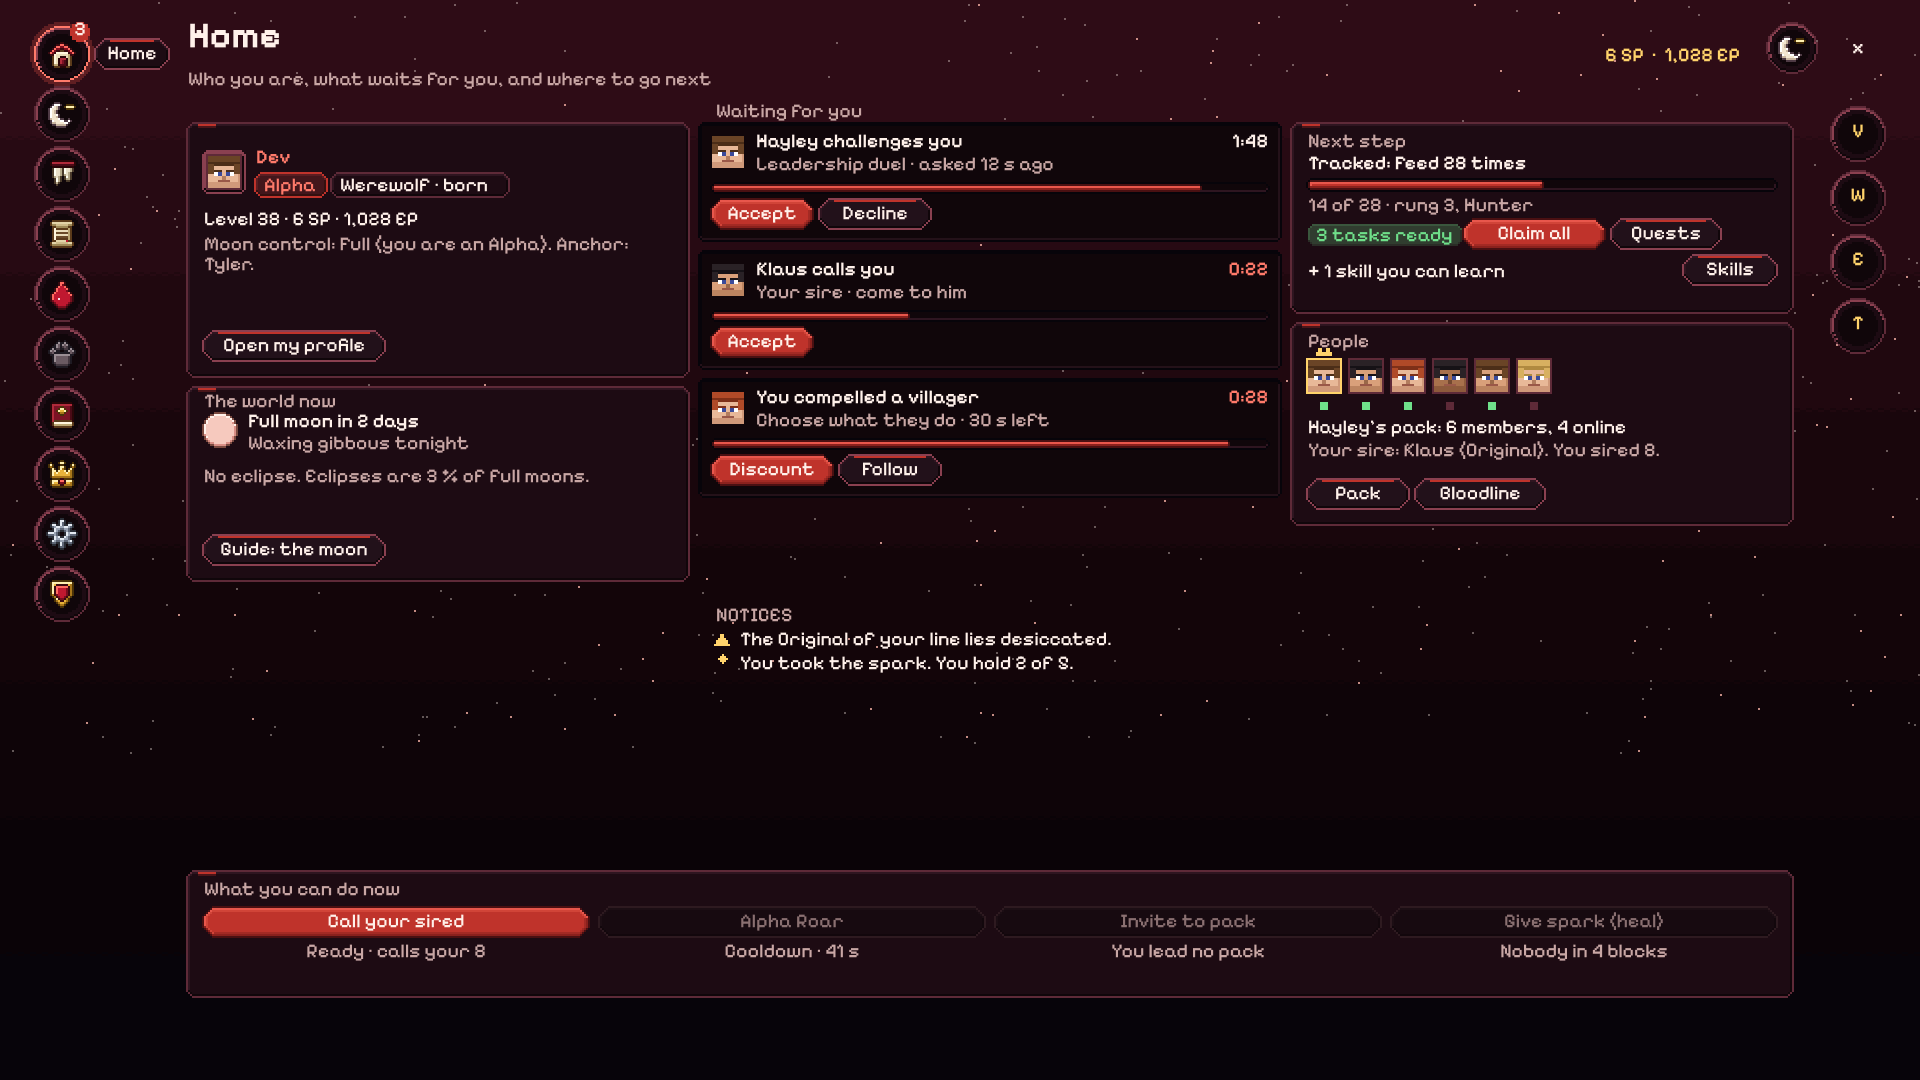 3
Home
Home
Who you are, what waits for you, and where to go next
6 SP · 1,028 EP
×
Dev
Alpha
Werewolf · born
Level 38 · 6 SP · 1,028 EP
Moon control: Full (you are an Alpha). Anchor:
Tyler.
Open my profile
The world now
Full moon in 2 days
Waxing gibbous tonight
No eclipse. Eclipses are 3 % of full moons.
Guide: the moon
Waiting for you
Hayley challenges you
1:48
Leadership duel · asked 12 s ago
Accept
Decline
Klaus calls you
0:22
Your sire · come to him
Accept
You compelled a villager
0:28
Choose what they do · 30 s left
Discount
Follow
NOTICES
The Original of your line lies desiccated.
You took the spark. You hold 2 of 8.
Next step
Tracked: Feed 28 times
14 of 28 · rung 3, Hunter
3 tasks ready
Claim all
Quests
+ 1 skill you can learn
Skills
People
Hayley's pack: 6 members, 4 online
Your sire: Klaus (Original). You sired 8.
Pack
Bloodline
V
W
E
T
What you can do now
Call your sired
Ready · calls your 8
Alpha Roar
Cooldown · 41 s
Invite to pack
You lead no pack
Give spark (heal)
Nobody in 4 blocks